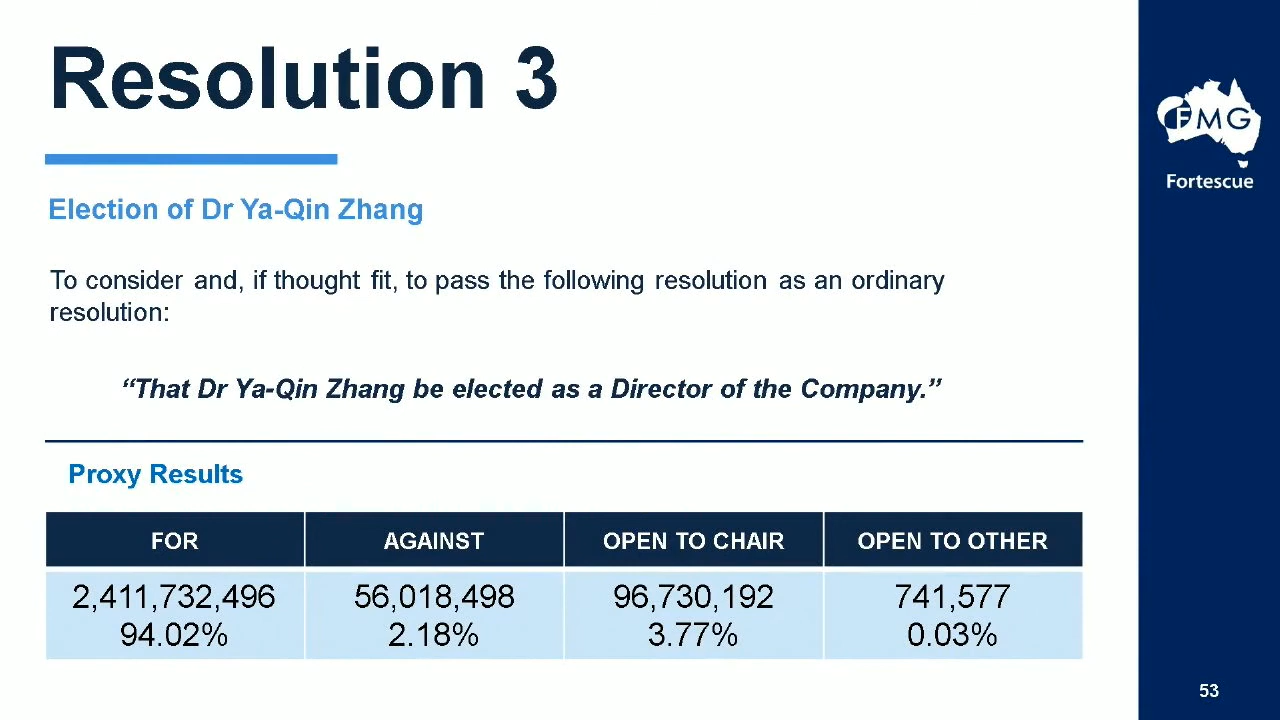 Resolution 3
FMG
Fortescue
Election of Dr Ya-Qin Zhang
To consider and, if thought fit, to pass the following resolution as an ordinary
resolution:
“That Dr Ya-Qin Zhang be elected as a Director of the Company.”
Proxy Results
FOR AGAINST OPEN TO CHAIR OPEN TO OTHER
2,411,732,496 56,018,498 96,730,192 741,577
94.02% 2.18% 3.77% 0.03%
53